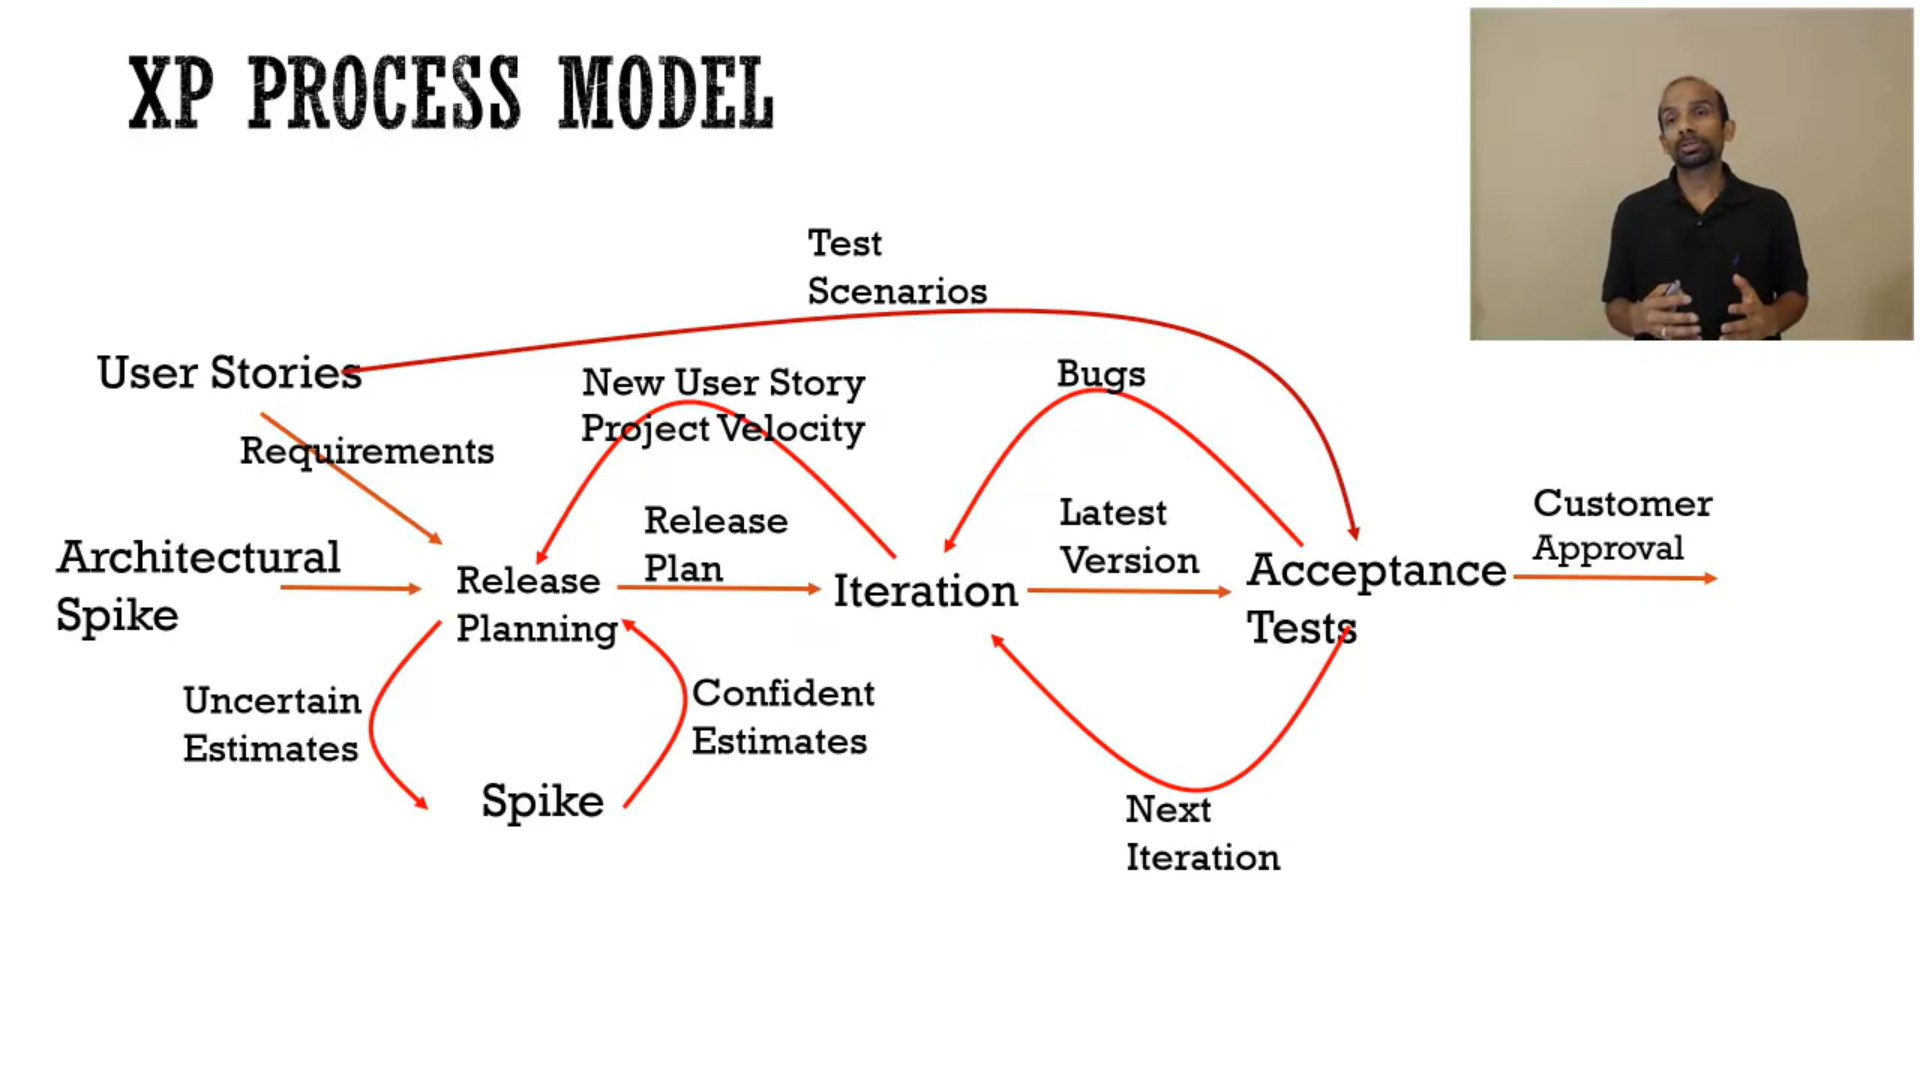 XP PROCESS MODEL
Test
Scenarios
User Stories
New User Story
Project Velocity
Bugs
Requirements
Release
Plan
Latest
Version
Customer
Approval
Architectural
Spike
Release
Planning
Iteration
Acceptance
Tests
Uncertain
Estimates
Confident
Estimates
Spike
Next
Iteration